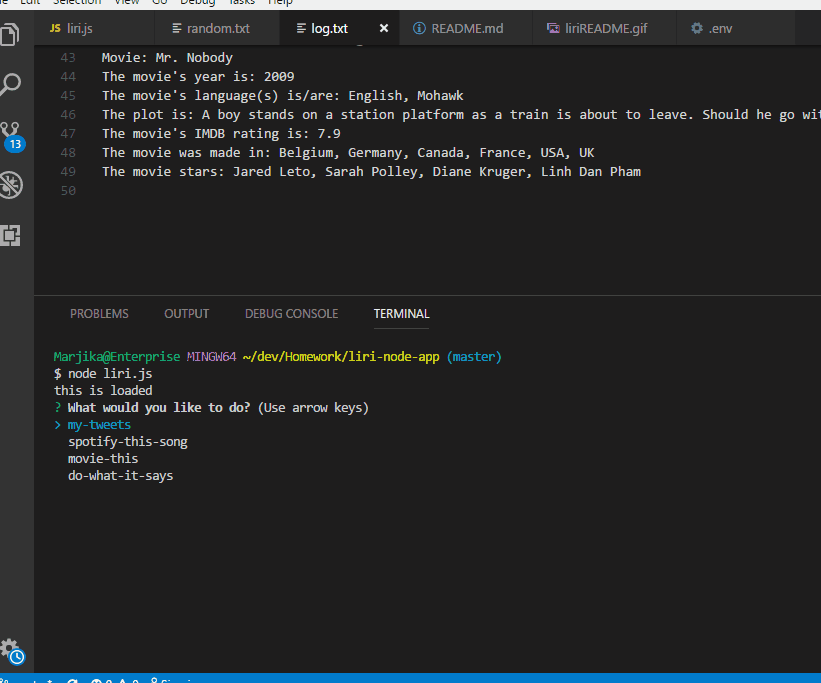 Edit Selection View Go Debug Tasks Help
JS liri.js random.txt log.txt × README.md liriREADME.gif .env
43 Movie: Mr. Nobody
44 The movie's year is: 2009
45 The movie's language(s) is/are: English, Mohawk
46 The plot is: A boy stands on a station platform as a train is about to leave. Should he go wit
47 The movie's IMDB rating is: 7.9
48 The movie was made in: Belgium, Germany, Canada, France, USA, UK
49 The movie stars: Jared Leto, Sarah Polley, Diane Kruger, Linh Dan Pham
50
13
PROBLEMS OUTPUT DEBUG CONSOLE TERMINAL
Marjika@Enterprise MINGW64 ~/dev/Homework/liri-node-app (master)
$ node liri.js
this is loaded
? What would you like to do? (Use arrow keys)
> my-tweets
spotify-this-song
movie-this
do-what-it-says